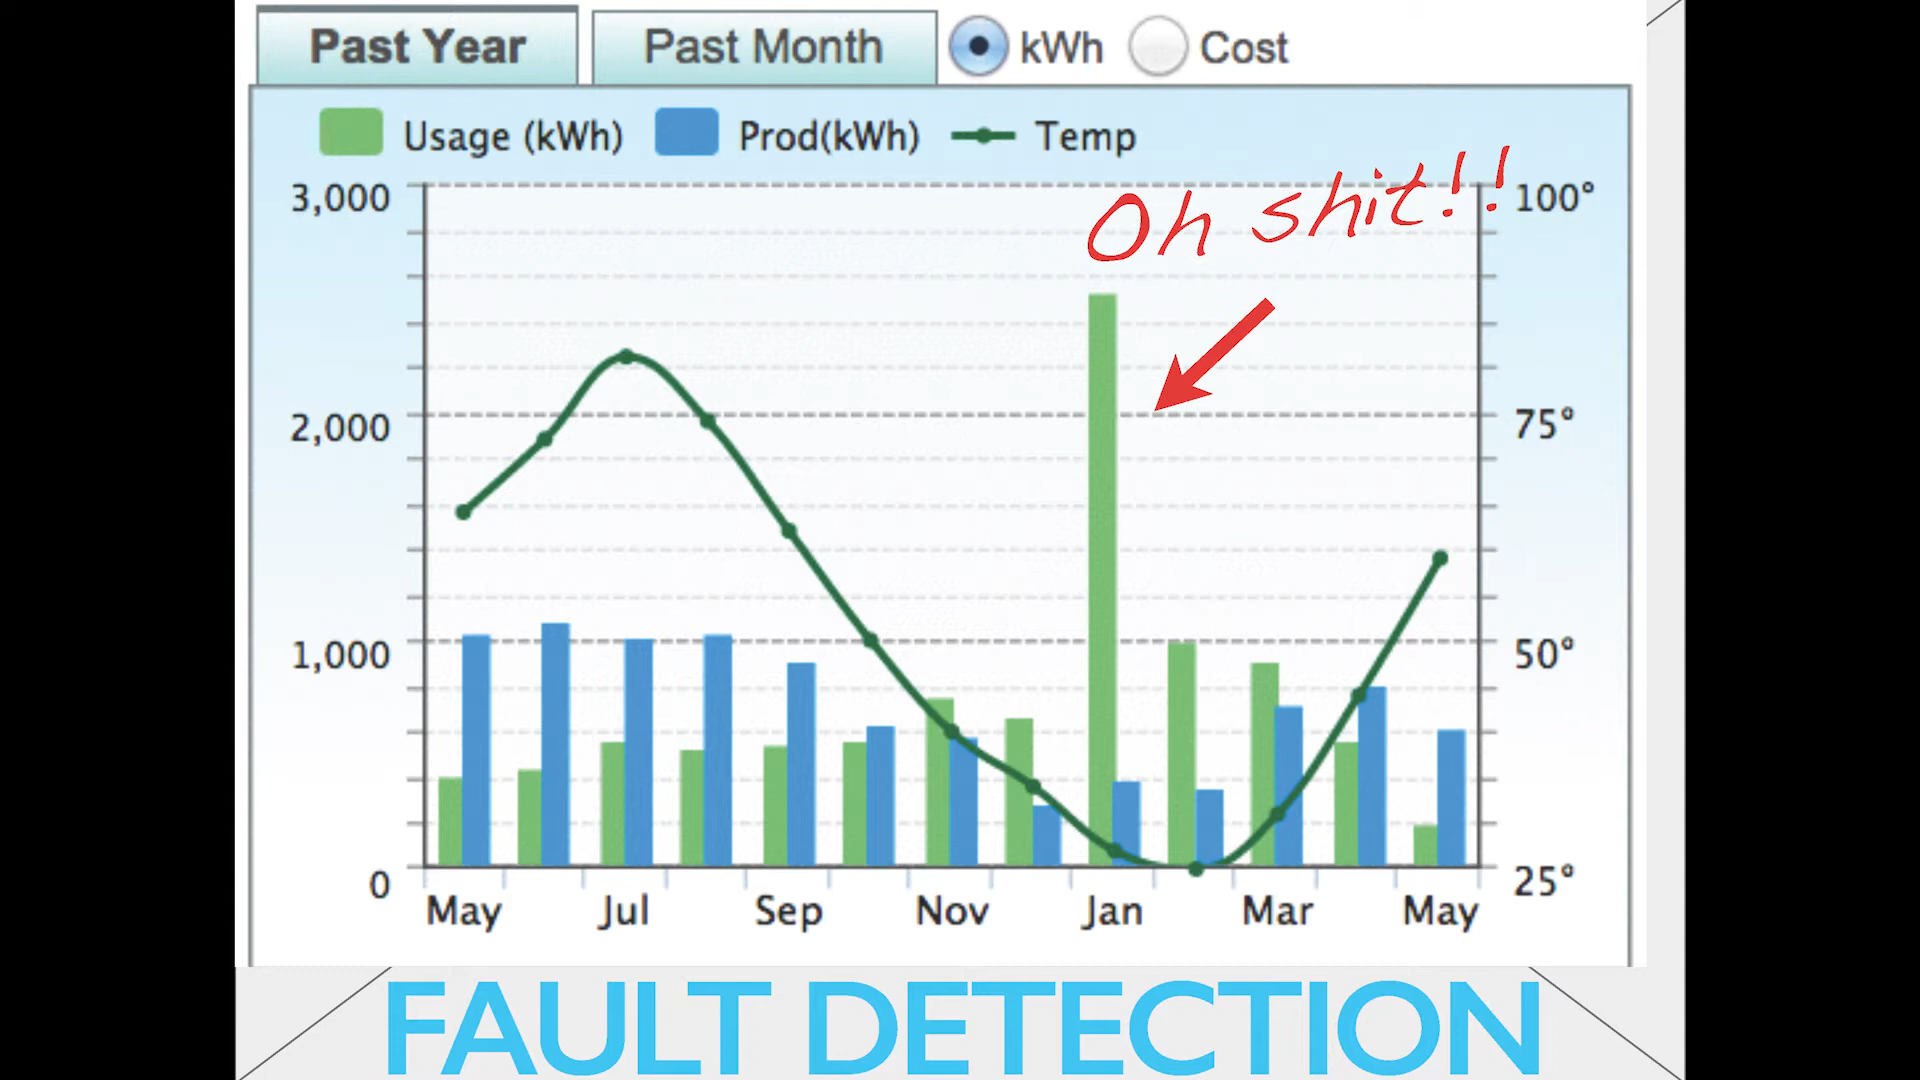 Past Year Past Month kWh Cost
Usage (kWh) Prod(kWh) Temp
Oh shit!!
3,000 100°
2,000 75°
1,000 50°
0 25°
May Jul Sep Nov Jan Mar May
FAULT DETECTION